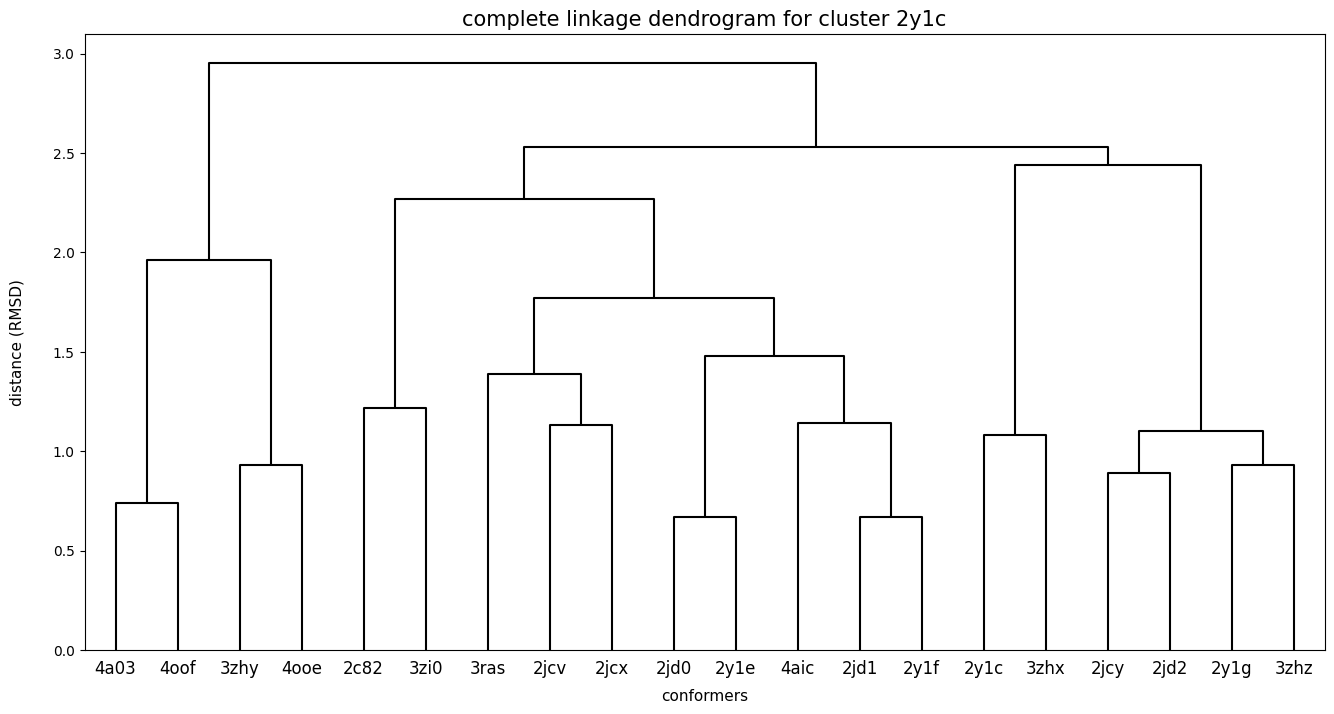 complete linkage dendrogram for cluster 2y1c
3.0
2.5
2.0
1.5
1.0
0.5
0.0
distance (RMSD)
4a03 4oof 3zhy 4ooe 2c82 3zi0 3ras 2jcv 2jcx 2jd0 2y1e 4aic 2jd1 2y1f 2y1c 3zhx 2jcy 2jd2 2y1g 3zhz
conformers